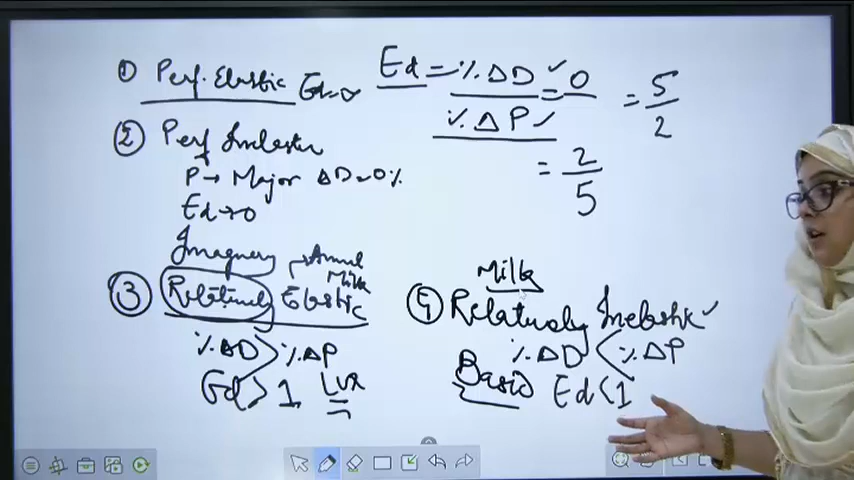 ① Perf. Elastic Ed=∞
Ed = %ΔD / %ΔP = 0 = 5/2
= 2/5
② Perf Inelastic
P → Major ΔD=0%
Ed → 0
Imaginery
③ Relatively Elastic → Amul Milk
%ΔD > %ΔP
Ed > 1 Lux
Milk
④ Relatively Inelastic ✓
%ΔD < %ΔP
Basic Ed < 1